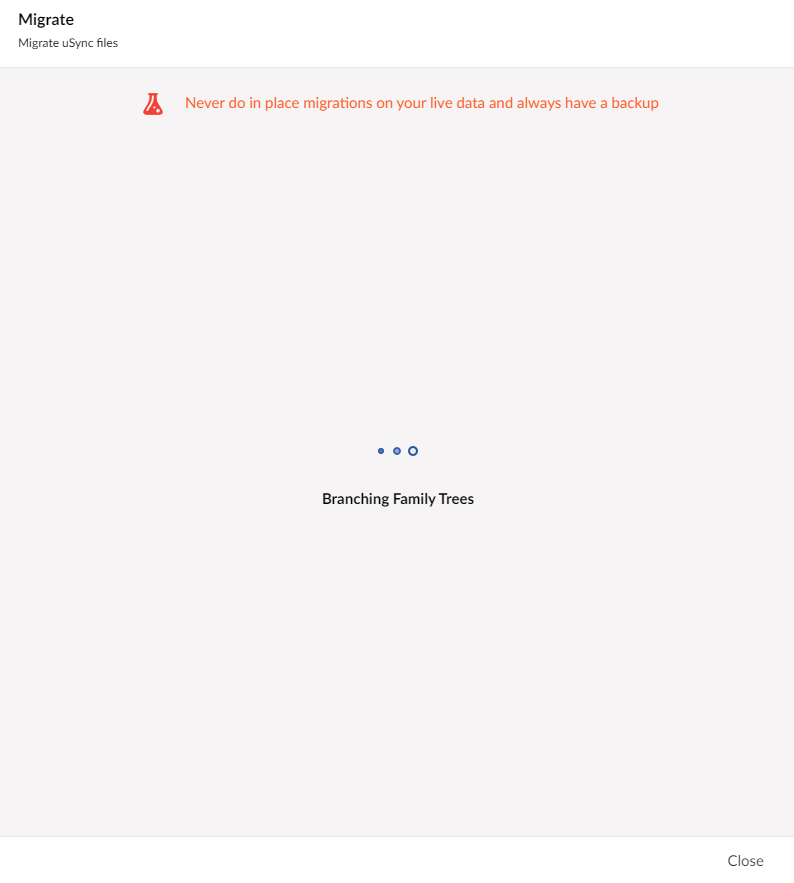 Migrate
Migrate uSync files
Never do in place migrations on your live data and always have a backup
Branching Family Trees
Close